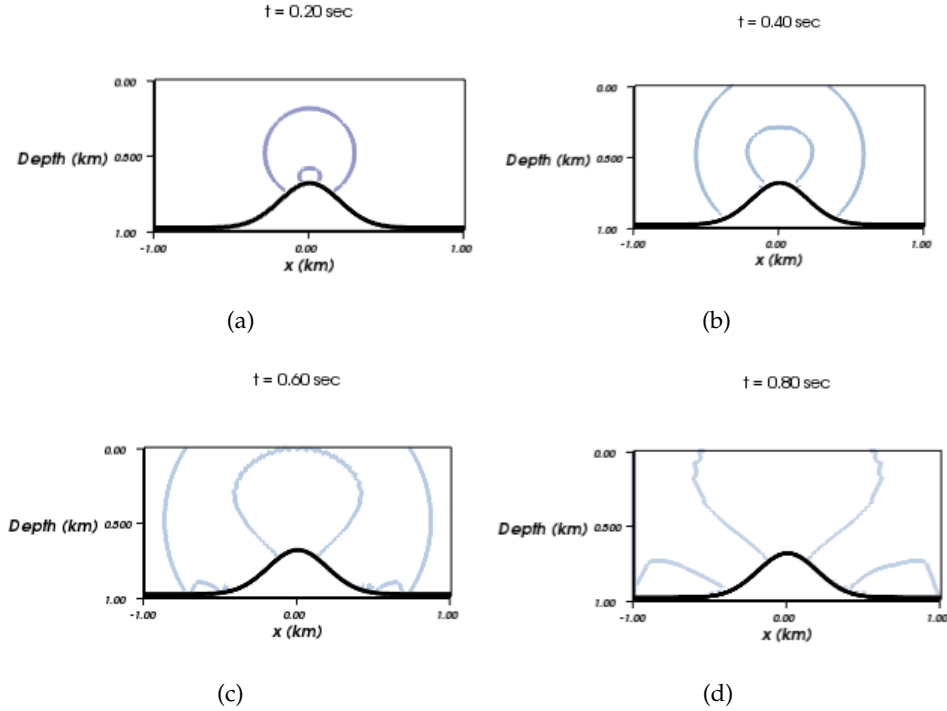 t = 0.20 sec
0.00
Depth (km)
0.500
1.00
-1.00
0.00
1.00
x (km)
(a)
t = 0.40 sec
0.00
Depth (km)
0.500
1.00
-1.00
0.00
1.00
x (km)
(b)
t = 0.60 sec
0.00
Depth (km)
0.500
1.00
-1.00
0.00
1.00
x (km)
(c)
t = 0.80 sec
0.00
Depth (km)
0.500
1.00
-1.00
0.00
1.00
x (km)
(d)